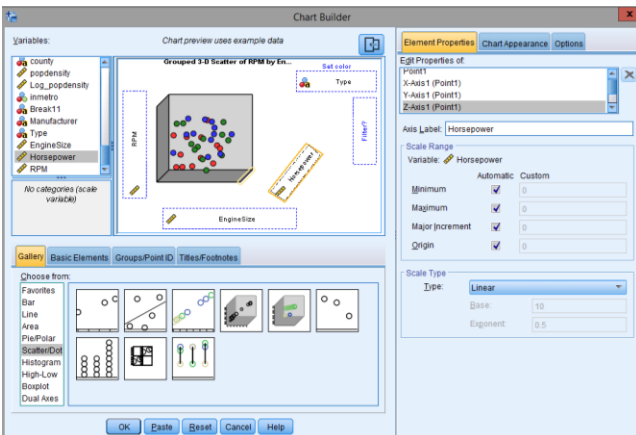 Chart Builder
Variables:
Chart preview uses example data
county
popdensity
Log_popdensity
inmetro
Break11
Manufacturer
Type
EngineSize
Horsepower
RPM
No categories (scale
variable)
Grouped 3-D Scatter of RPM by En...
Set color
Type
Filter?
RPM
Horsepower
EngineSize
Gallery Basic Elements Groups/Point ID Titles/Footnotes
Choose from:
Favorites
Bar
Line
Area
Pie/Polar
Scatter/Dot
Histogram
High-Low
Boxplot
Dual Axes
OK Paste Reset Cancel Help
Element Properties Chart Appearance Options
Edit Properties of:
Point1
X-Axis1 (Point1)
Y-Axis1 (Point1)
Z-Axis1 (Point1)
Axis Label: Horsepower
Scale Range
Variable: Horsepower
Automatic Custom
Minimum 0
Maximum 0
Major Increment 0
Origin 0
Scale Type
Type: Linear
Base: 10
Exponent: 0.5